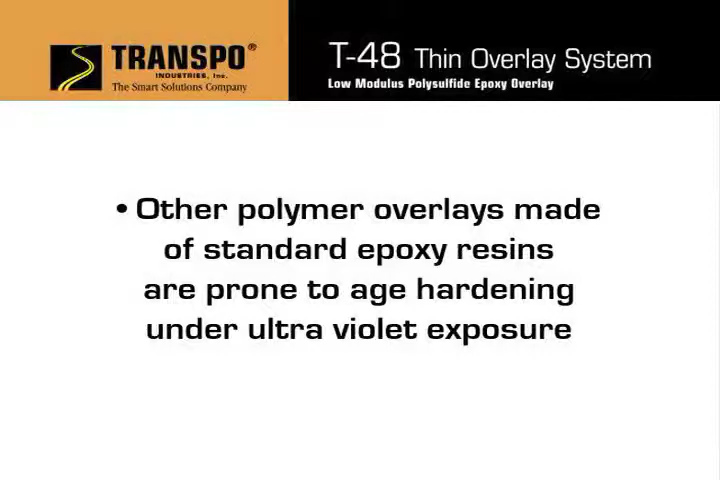 TRANSPO®
INDUSTRIES, Inc.
The Smart Solutions Company
T-48 Thin Overlay System
Low Modulus Polysulfide Epoxy Overlay
• Other polymer overlays made
of standard epoxy resins
are prone to age hardening
under ultra violet exposure